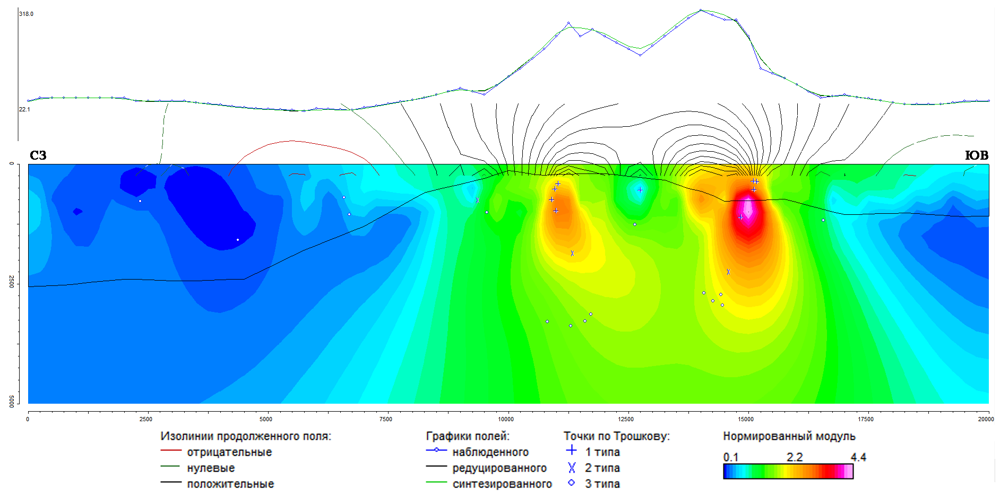 318.0
22.1
СЗ
ЮВ
0
2500
5000
0
2500
5000
7500
10000
12500
15000
17500
20000
Изолинии продолженного поля:
отрицательные
нулевые
положительные
Графики полей:
наблюденного
редуцированного
синтезированного
Точки по Трошкову:
1 типа
2 типа
3 типа
Нормированный модуль
0.1 2.2 4.4